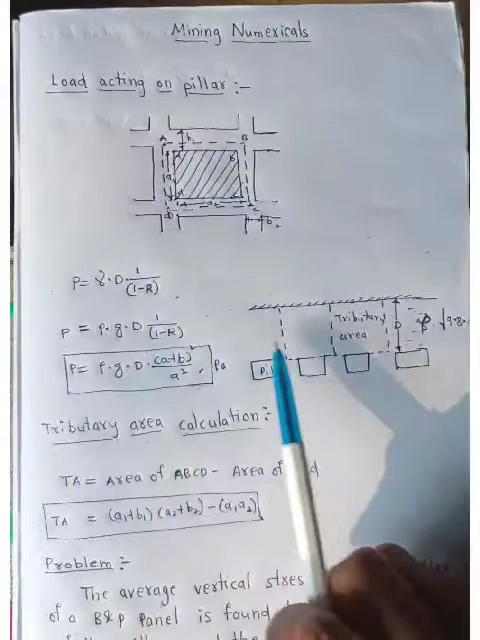 Mining Numericals
Load acting on pillar :-
A B
b₁
a₁
a₂
D C
b₂
P = γ · D · 1/(1-R)
P = ρ · g · D 1/(1-R)
P = ρ · g · D · (a+b)²/a² , Pa
Tributary
area
D
Tributary area calculation :-
TA = Area of ABCD - Area of
TA = (a₁+b₁) (a₂+b₂) - (a₁a₂)
Problem :-
The average vertical stres
of a B&P panel is found